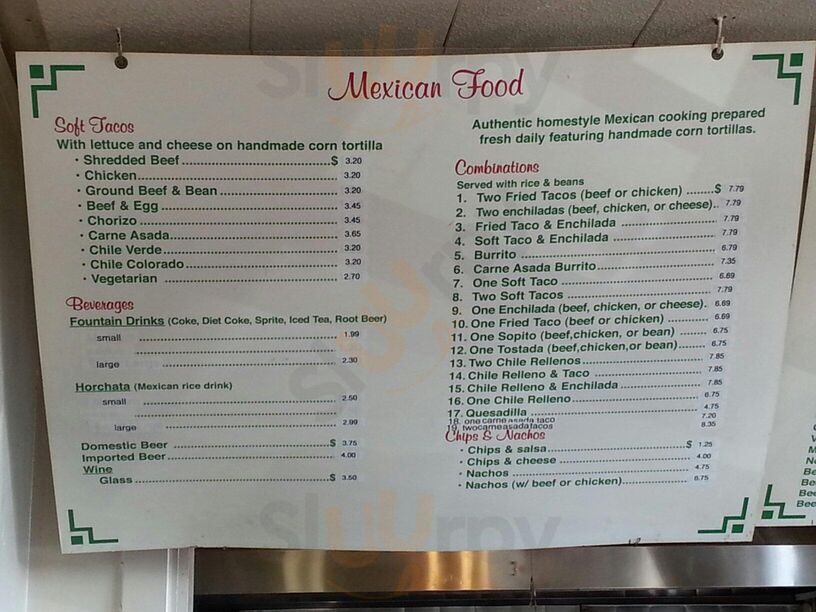 Mexican Food
Soft Tacos
With lettuce and cheese on handmade corn tortilla
• Shredded Beef ........ $ 3.20
• Chicken ........ 3.20
• Ground Beef & Bean ........ 3.20
• Beef & Egg ........ 3.45
• Chorizo ........ 3.45
• Carne Asada ........ 3.65
• Chile Verde ........ 3.20
• Chile Colorado ........ 3.20
• Vegetarian ........ 2.70
Beverages
Fountain Drinks (Coke, Diet Coke, Sprite, Iced Tea, Root Beer)
small ........ 1.99
large ........ 2.30
Horchata (Mexican rice drink)
small ........ 2.50
large ........ 2.99
Domestic Beer ........ $ 3.75
Imported Beer ........ 4.00
Wine
Glass ........ $ 3.50
Authentic homestyle Mexican cooking prepared
fresh daily featuring handmade corn tortillas.
Combinations
Served with rice & beans
1. Two Fried Tacos (beef or chicken) ........ $ 7.79
2. Two enchiladas (beef, chicken, or cheese).. 7.79
3. Fried Taco & Enchilada ........ 7.79
4. Soft Taco & Enchilada ........ 7.79
5. Burrito ........ 6.79
6. Carne Asada Burrito ........ 7.35
7. One Soft Taco ........ 6.69
8. Two Soft Tacos ........ 7.79
9. One Enchilada (beef, chicken, or cheese). 6.69
10. One Fried Taco (beef or chicken) ........ 6.69
11. One Sopito (beef,chicken, or bean) ........ 6.75
12. One Tostada (beef,chicken,or bean) ........ 6.75
13. Two Chile Rellenos ........ 7.85
14. Chile Relleno & Taco ........ 7.85
15. Chile Relleno & Enchilada ........ 7.85
16. One Chile Relleno ........ 6.75
17. Quesadilla ........ 4.75
18. one carne asada taco 7.20
19. twocarneasadatacos 8.35
Chips & Nachos
• Chips & salsa ........ $ 1.25
• Chips & cheese ........ 4.00
• Nachos ........ 4.75
• Nachos (w/ beef or chicken) ........ 6.75
Sluurpy
Sluurpy
Sluurpy